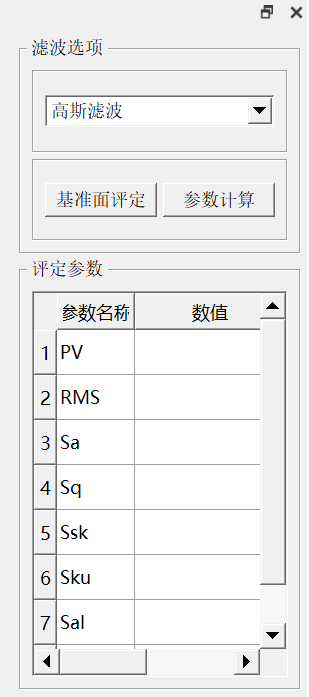 滤波选项
高斯滤波
基准面评定 参数计算
评定参数
参数名称 数值
1 PV
2 RMS
3 Sa
4 Sq
5 Ssk
6 Sku
7 Sal